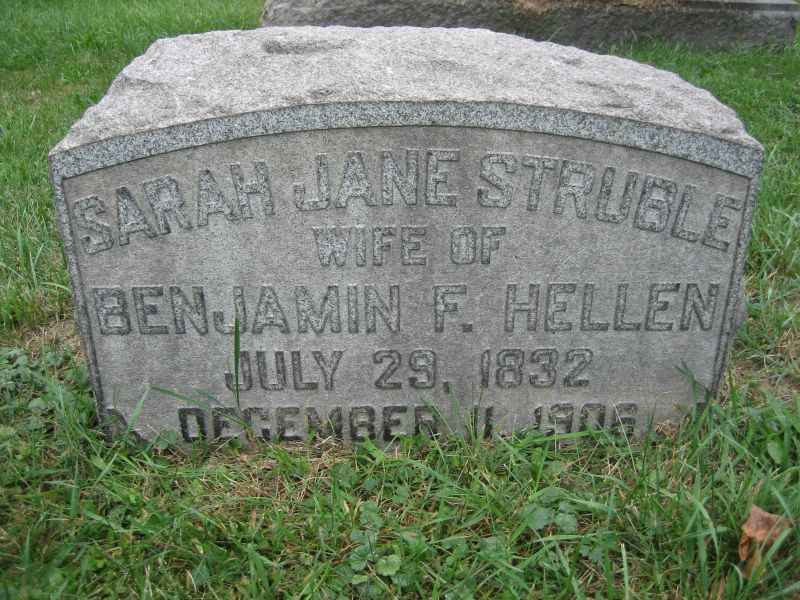 SARAH JANE STRUBLE
WIFE OF
BENJAMIN F. HELLEN
JULY 29, 1832
DECEMBER 11, 1906